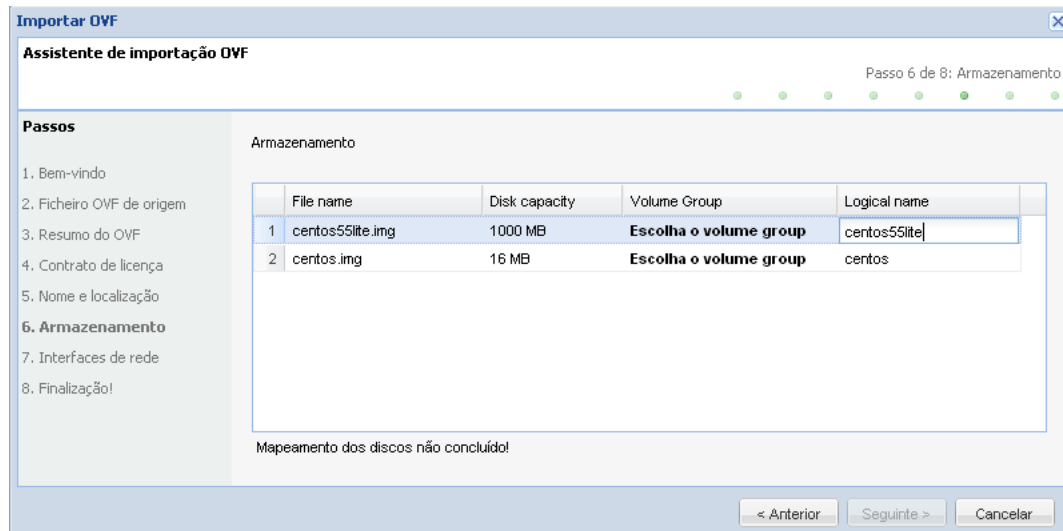 Importar OVF
Assistente de importação OVF
Passo 6 de 8: Armazenamento
Passos
1. Bem-vindo
2. Ficheiro OVF de origem
3. Resumo do OVF
4. Contrato de licença
5. Nome e localização
6. Armazenamento
7. Interfaces de rede
8. Finalização!
Armazenamento
File name Disk capacity Volume Group Logical name
1 centos55lite.img 1000 MB Escolha o volume group centos55lite
2 centos.img 16 MB Escolha o volume group centos
Mapeamento dos discos não concluído!
< Anterior Seguinte > Cancelar